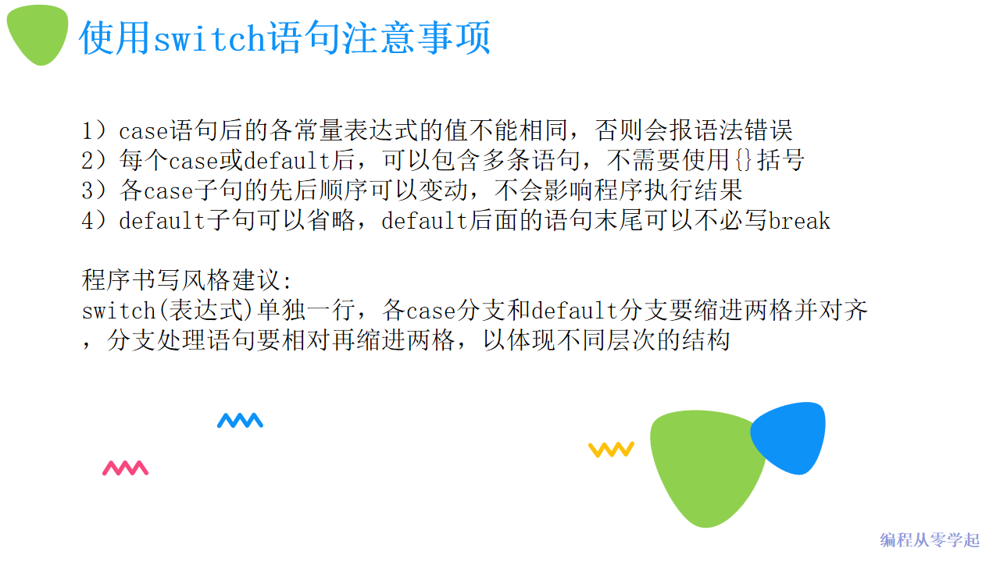 使用switch语句注意事项
1）case语句后的各常量表达式的值不能相同，否则会报语法错误
2）每个case或default后，可以包含多条语句，不需要使用{}括号
3）各case子句的先后顺序可以变动，不会影响程序执行结果
4）default子句可以省略，default后面的语句末尾可以不必写break
程序书写风格建议:
switch(表达式)单独一行，各case分支和default分支要缩进两格并对齐
，分支处理语句要相对再缩进两格，以体现不同层次的结构
编程从零学起